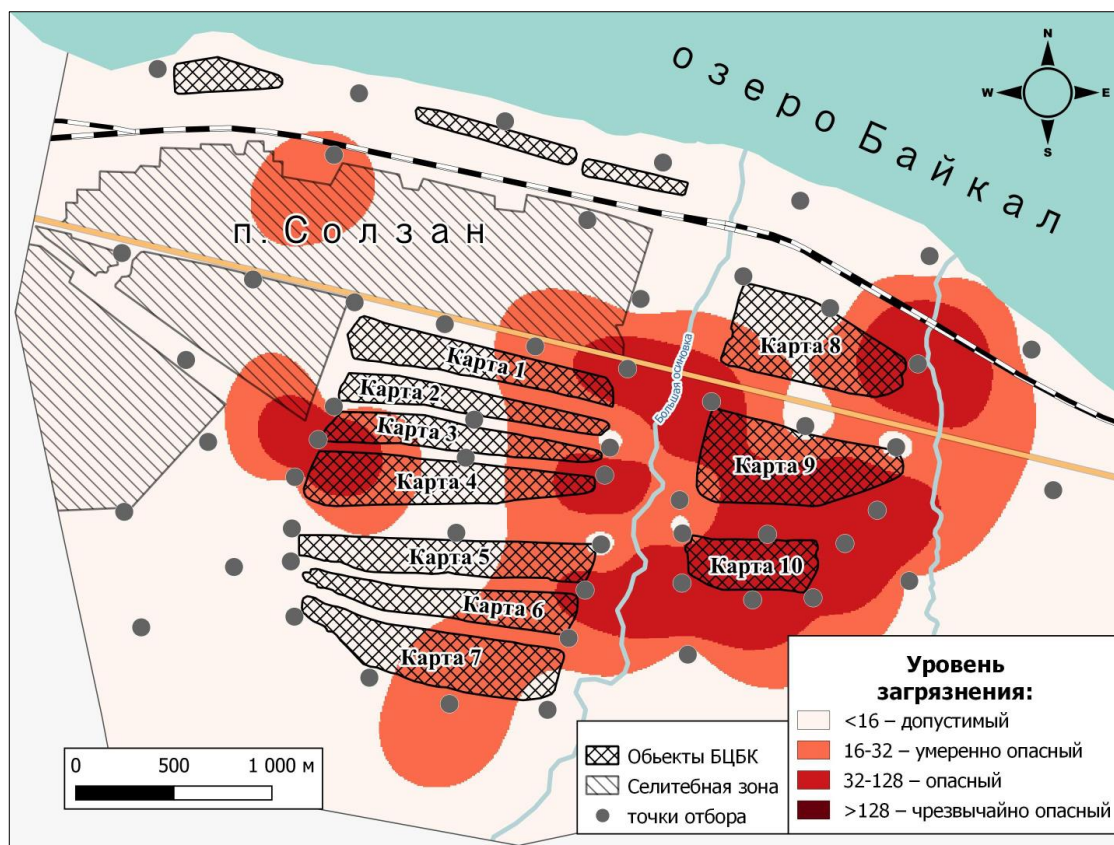 N
W E
S
озеро Байкал
п. Солзан
Большая осиновка
Карта 1
Карта 2
Карта 3
Карта 4
Карта 5
Карта 6
Карта 7
Карта 8
Карта 9
Карта 10
0 500 1 000 м
Обьекты БЦБК
Селитебная зона
точки отбора
Уровень
загрязнения:
<16 – допустимый
16-32 – умеренно опасный
32-128 – опасный
>128 – чрезвычайно опасный